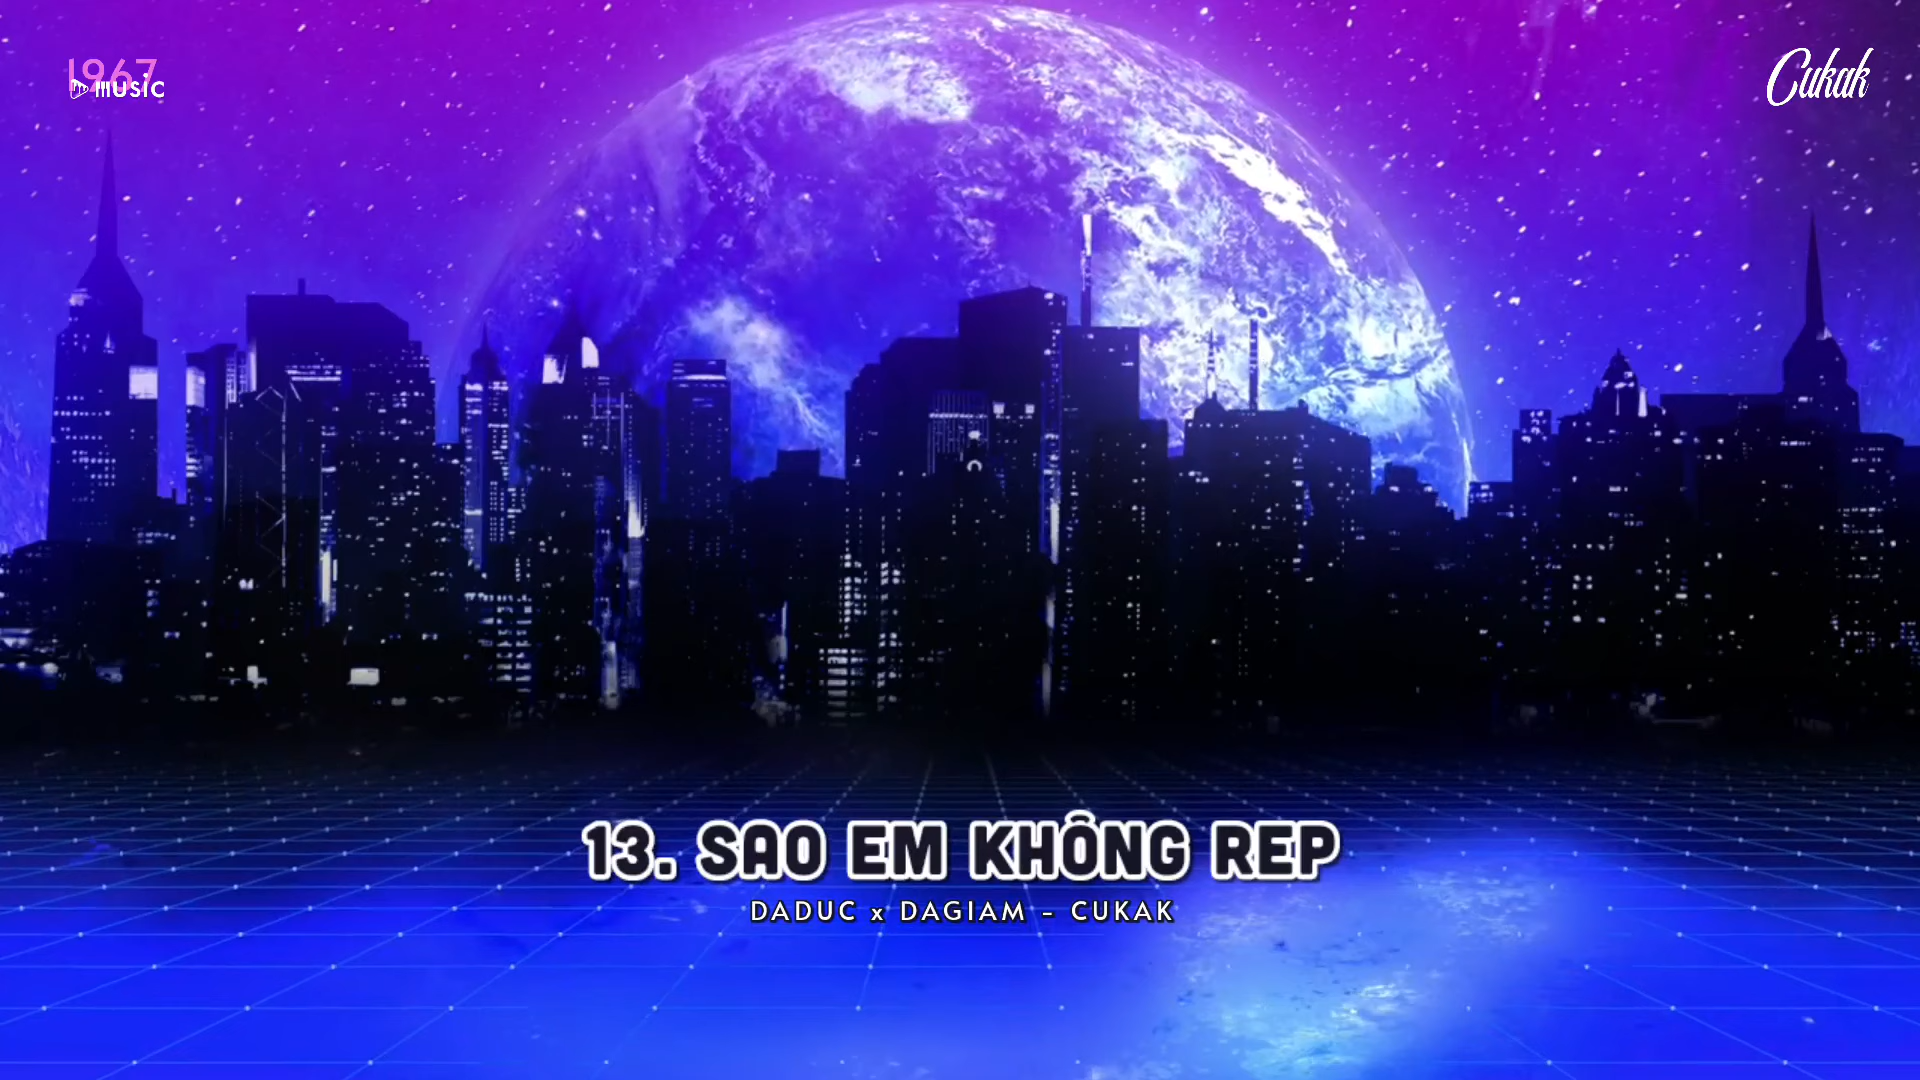 1967
music
Cukak
13. SAO EM KHÔNG REP
DADUC x DAGIAM - CUKAK